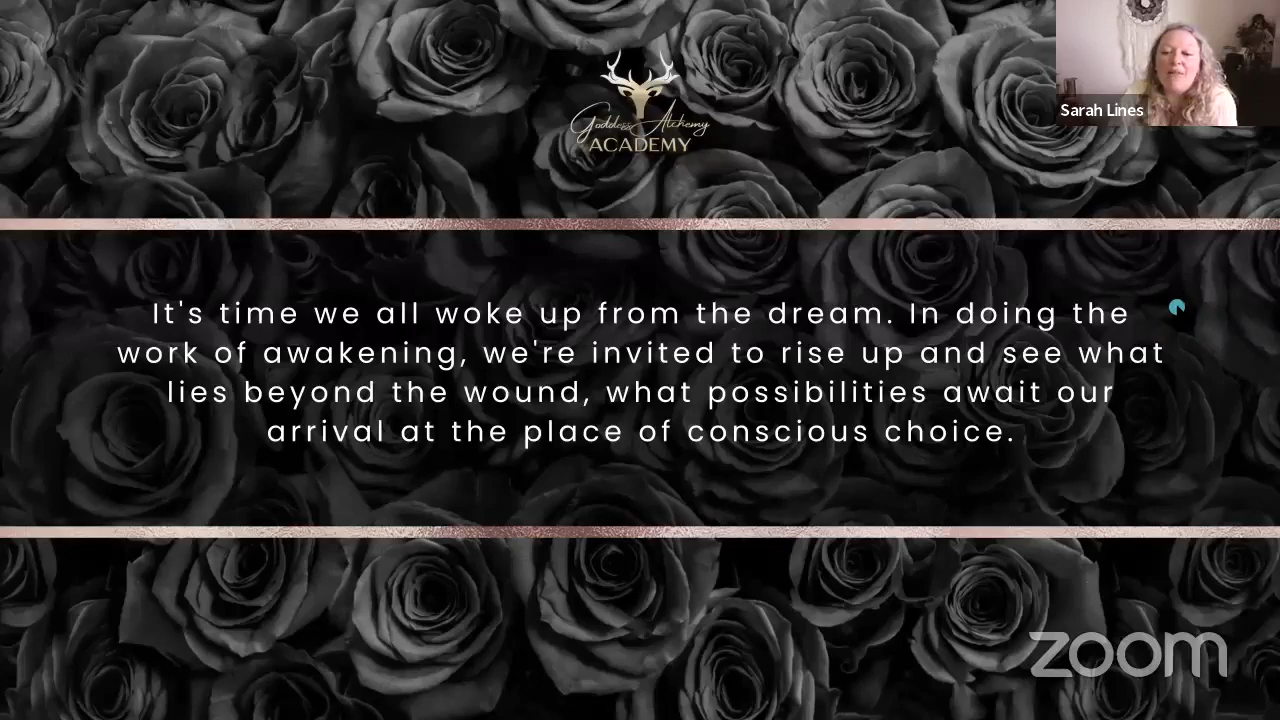 Goddess Alchemy
ACADEMY
Sarah Lines
It's time we all woke up from the dream. In doing the
work of awakening, we're invited to rise up and see what
lies beyond the wound, what possibilities await our
arrival at the place of conscious choice.
zoom